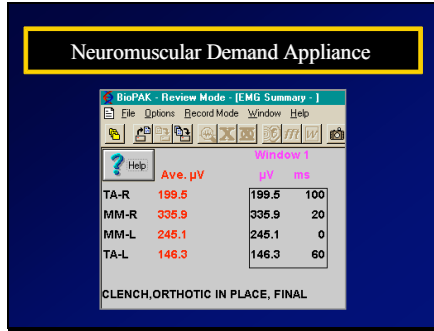 Neuromuscular Demand Appliance
BioPAK - Review Mode - [EMG Summary - ]
File Options Record Mode Window Help
fft W
Window 1
? Help Ave. µV µV ms
TA-R 199.5 199.5 100
MM-R 335.9 335.9 20
MM-L 245.1 245.1 0
TA-L 146.3 146.3 60
CLENCH,ORTHOTIC IN PLACE, FINAL